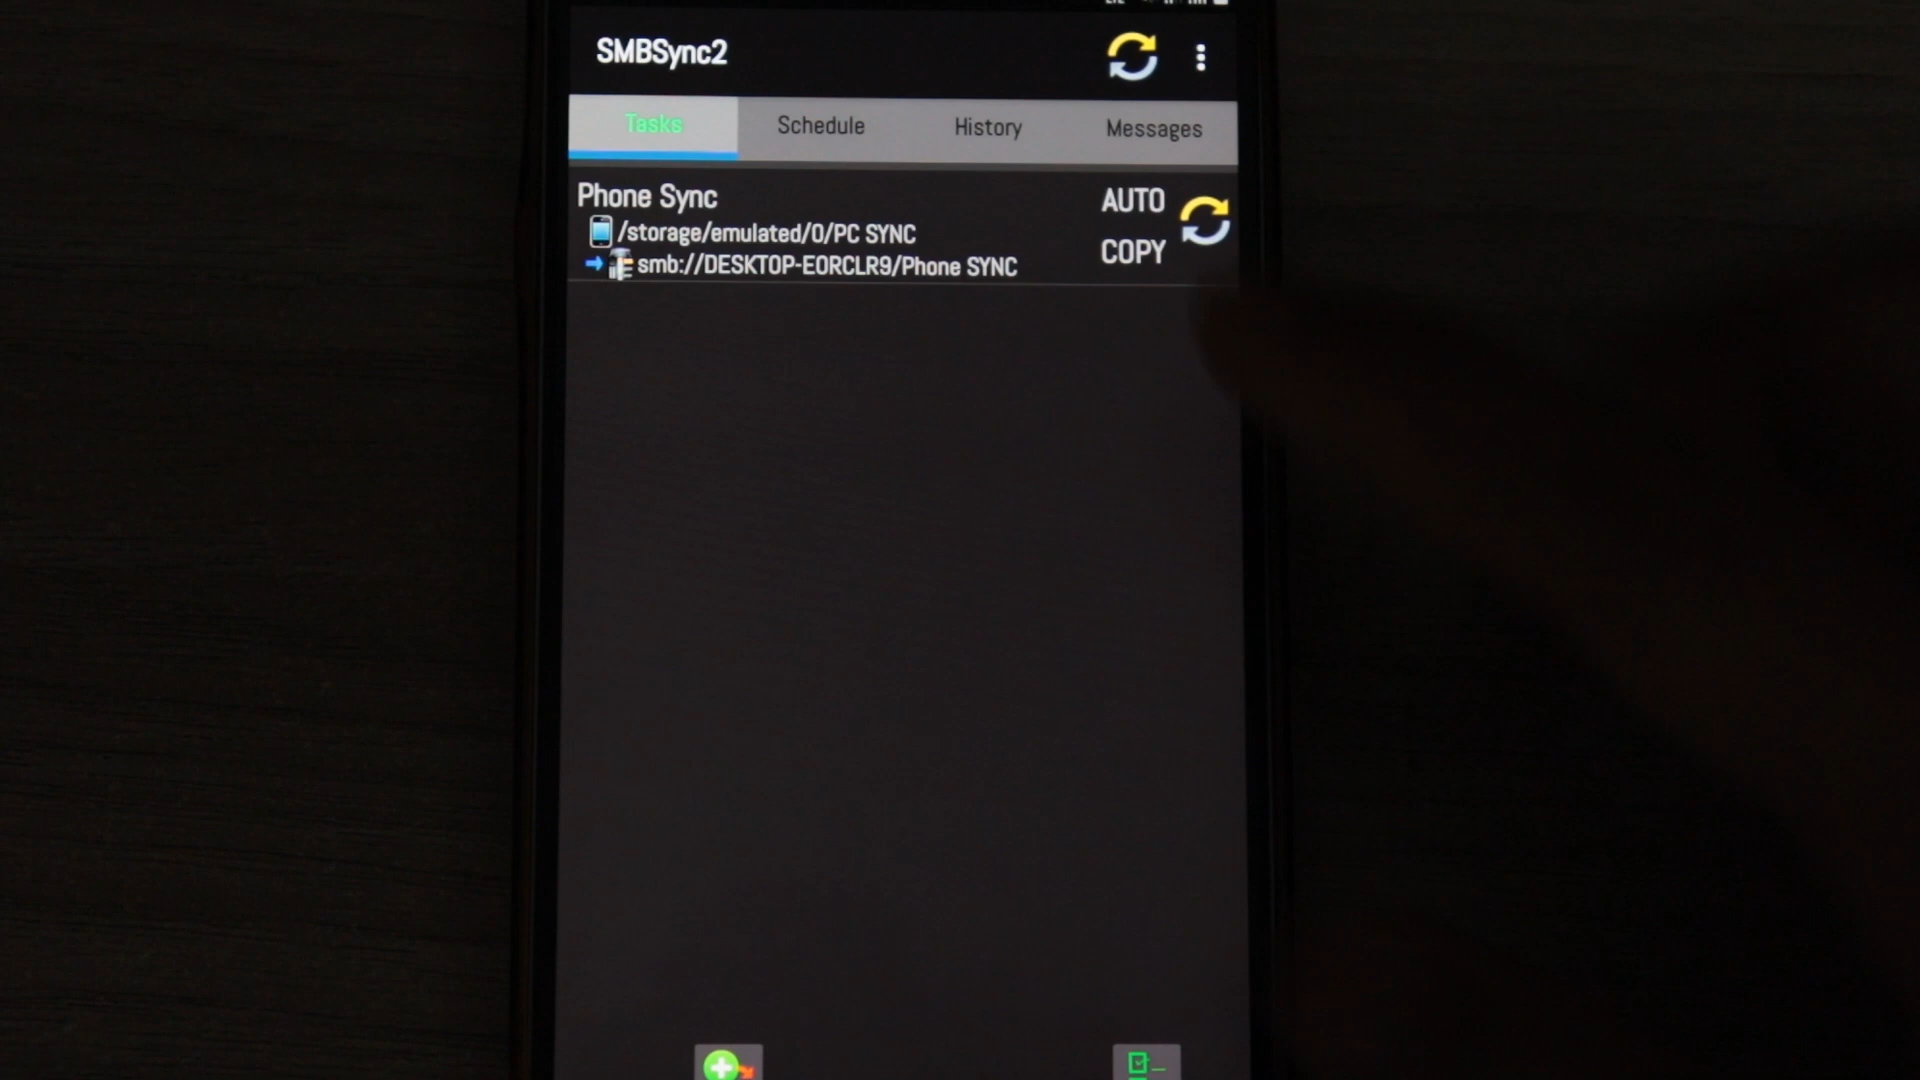 SMBSync2
Tasks Schedule History Messages
Phone Sync AUTO
/storage/emulated/0/PC SYNC
smb://DESKTOP-EORCLR9/Phone SYNC COPY